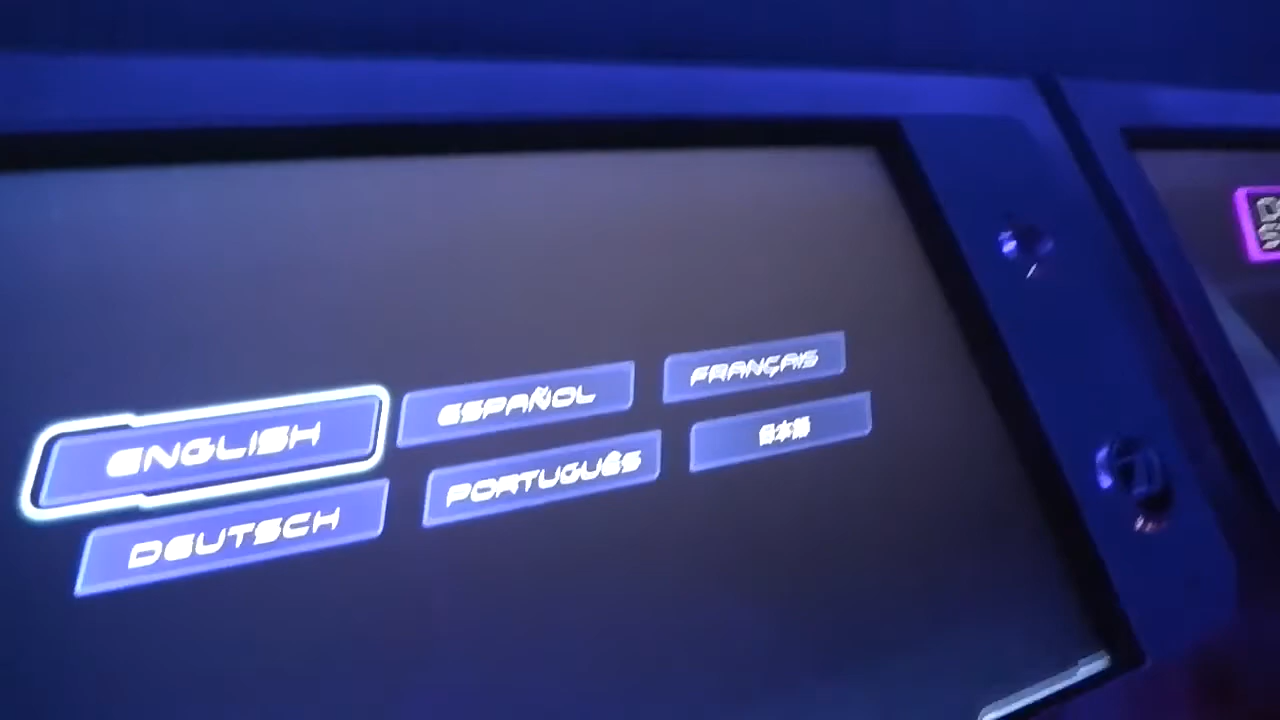 ENGLISH
ESPAÑOL
FRANÇAIS
DEUTSCH
PORTUGUÊS
日本語